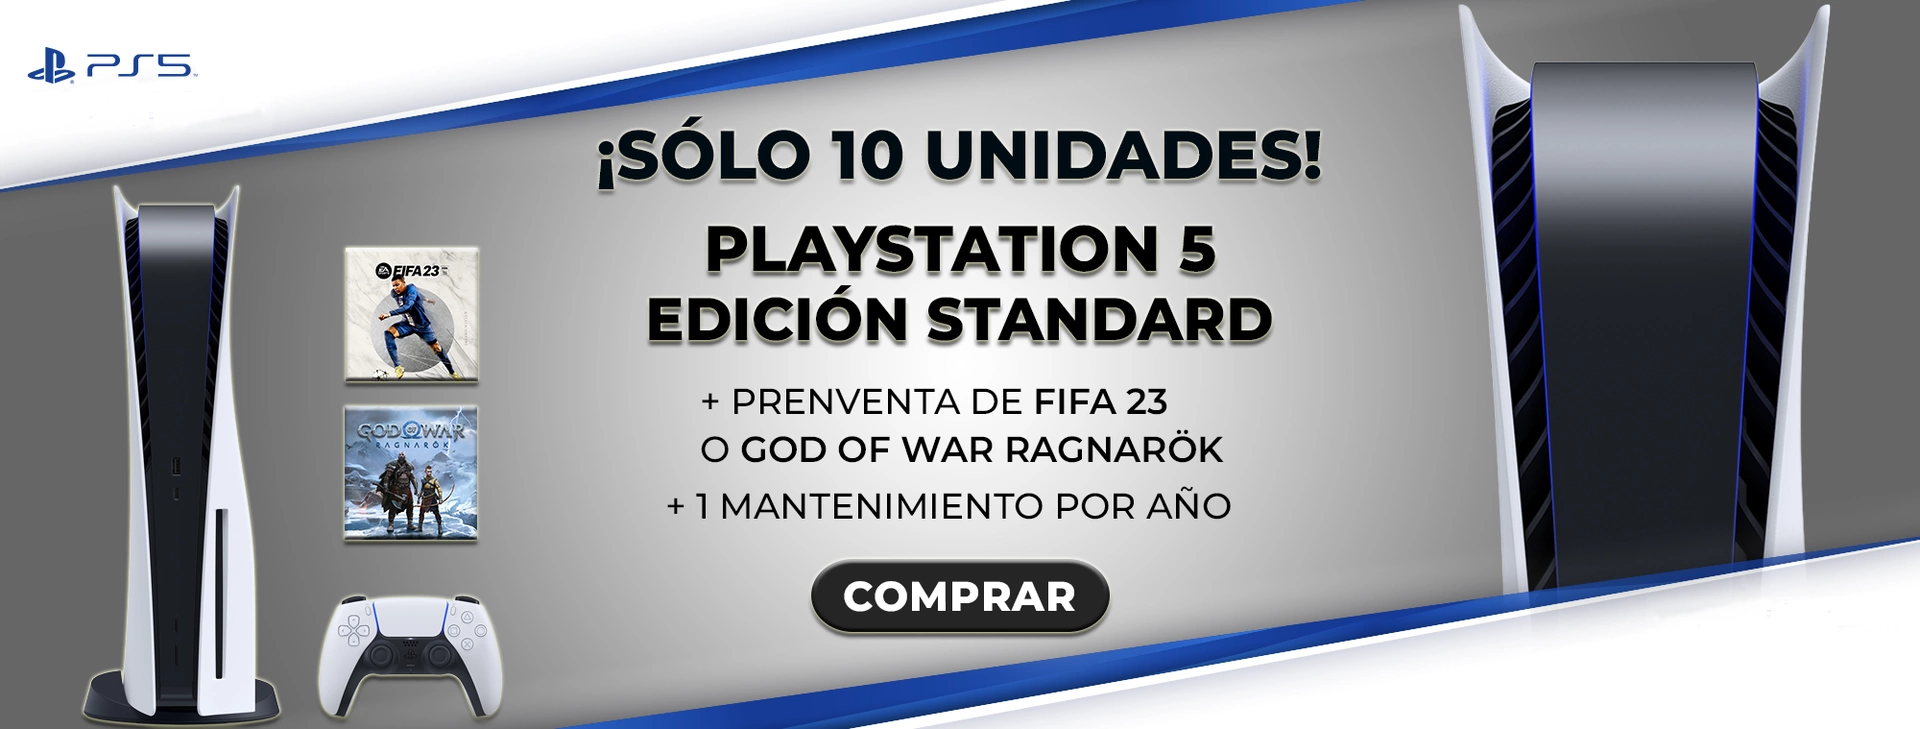 PS5
¡SÓLO 10 UNIDADES!
PLAYSTATION 5
EDICIÓN STANDARD
+ PRENVENTA DE FIFA 23
O GOD OF WAR RAGNARÖK
+ 1 MANTENIMIENTO POR AÑO
COMPRAR
EA FIFA 23
GOD OF WAR
RAGNARÖK